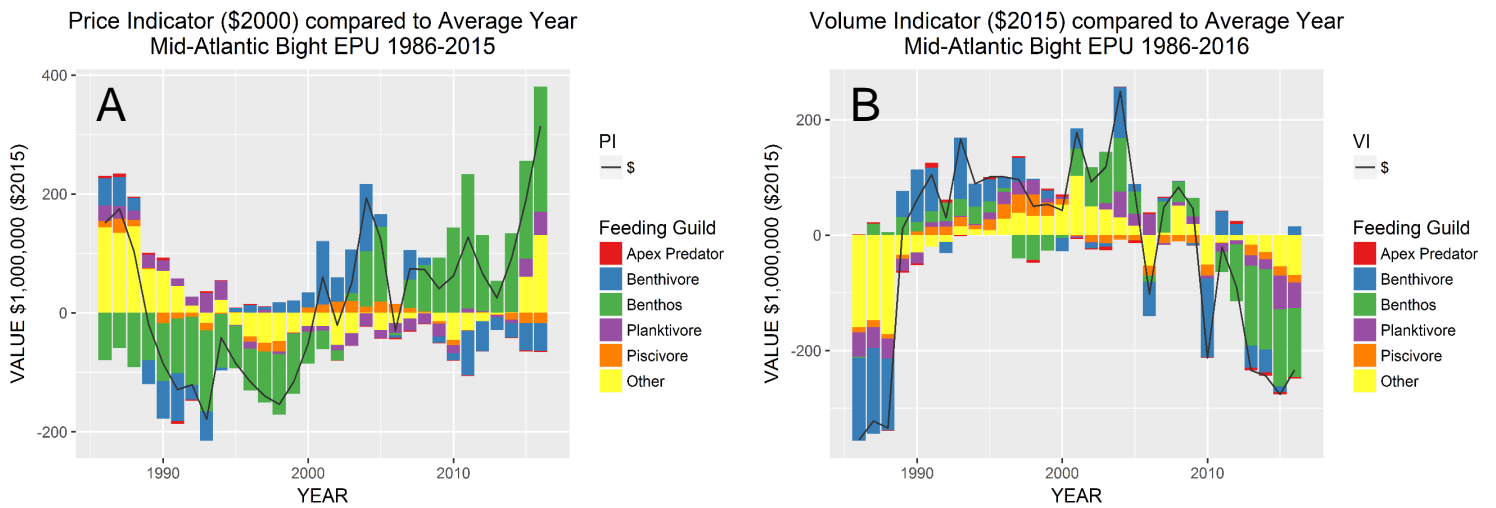 Price Indicator ($2000) compared to Average Year
Mid-Atlantic Bight EPU 1986-2015
A
400
200
0
-200
1990
2000
2010
YEAR
VALUE $1,000,000 ($2015)
PI
$
Feeding Guild
Apex Predator
Benthivore
Benthos
Planktivore
Piscivore
Other
Volume Indicator ($2015) compared to Average Year
Mid-Atlantic Bight EPU 1986-2016
B
200
0
-200
1990
2000
2010
YEAR
VALUE $1,000,000 ($2015)
VI
$
Feeding Guild
Apex Predator
Benthivore
Benthos
Planktivore
Piscivore
Other